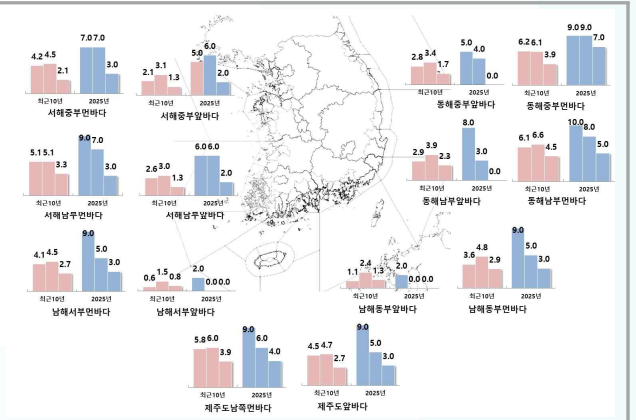 4.2 4.5 2.1 7.0 7.0 3.0
최근10년 2025년
서해중부먼바다
2.1 3.1 1.3 5.0 6.0 2.0
최근10년 2025년
서해중부앞바다
2.8 3.4 1.7 5.0 4.0 0.0
최근10년 2025년
동해중부앞바다
6.2 6.1 3.9 9.0 9.0 7.0
최근10년 2025년
동해중부먼바다
5.1 5.1 3.3 9.0 7.0 3.0
최근10년 2025년
서해남부먼바다
2.6 3.0 1.3 6.0 6.0 2.0
최근10년 2025년
서해남부앞바다
2.9 3.9 2.3 8.0 3.0 0.0
최근10년 2025년
동해남부앞바다
6.1 6.6 4.5 10.0 8.0 5.0
최근10년 2025년
동해남부먼바다
4.1 4.5 2.7 9.0 5.0 3.0
최근10년 2025년
남해서부먼바다
0.6 1.5 0.8 2.0 0.0 0.0
최근10년 2025년
남해서부앞바다
1.1 2.4 1.3 2.0 0.0 0.0
최근10년 2025년
남해동부앞바다
3.6 4.8 2.9 9.0 5.0 3.0
최근10년 2025년
남해동부먼바다
5.8 6.0 3.9 9.0 6.0 4.0
최근10년 2025년
제주도남쪽먼바다
4.5 4.7 2.7 9.0 5.0 3.0
최근10년 2025년
제주도앞바다